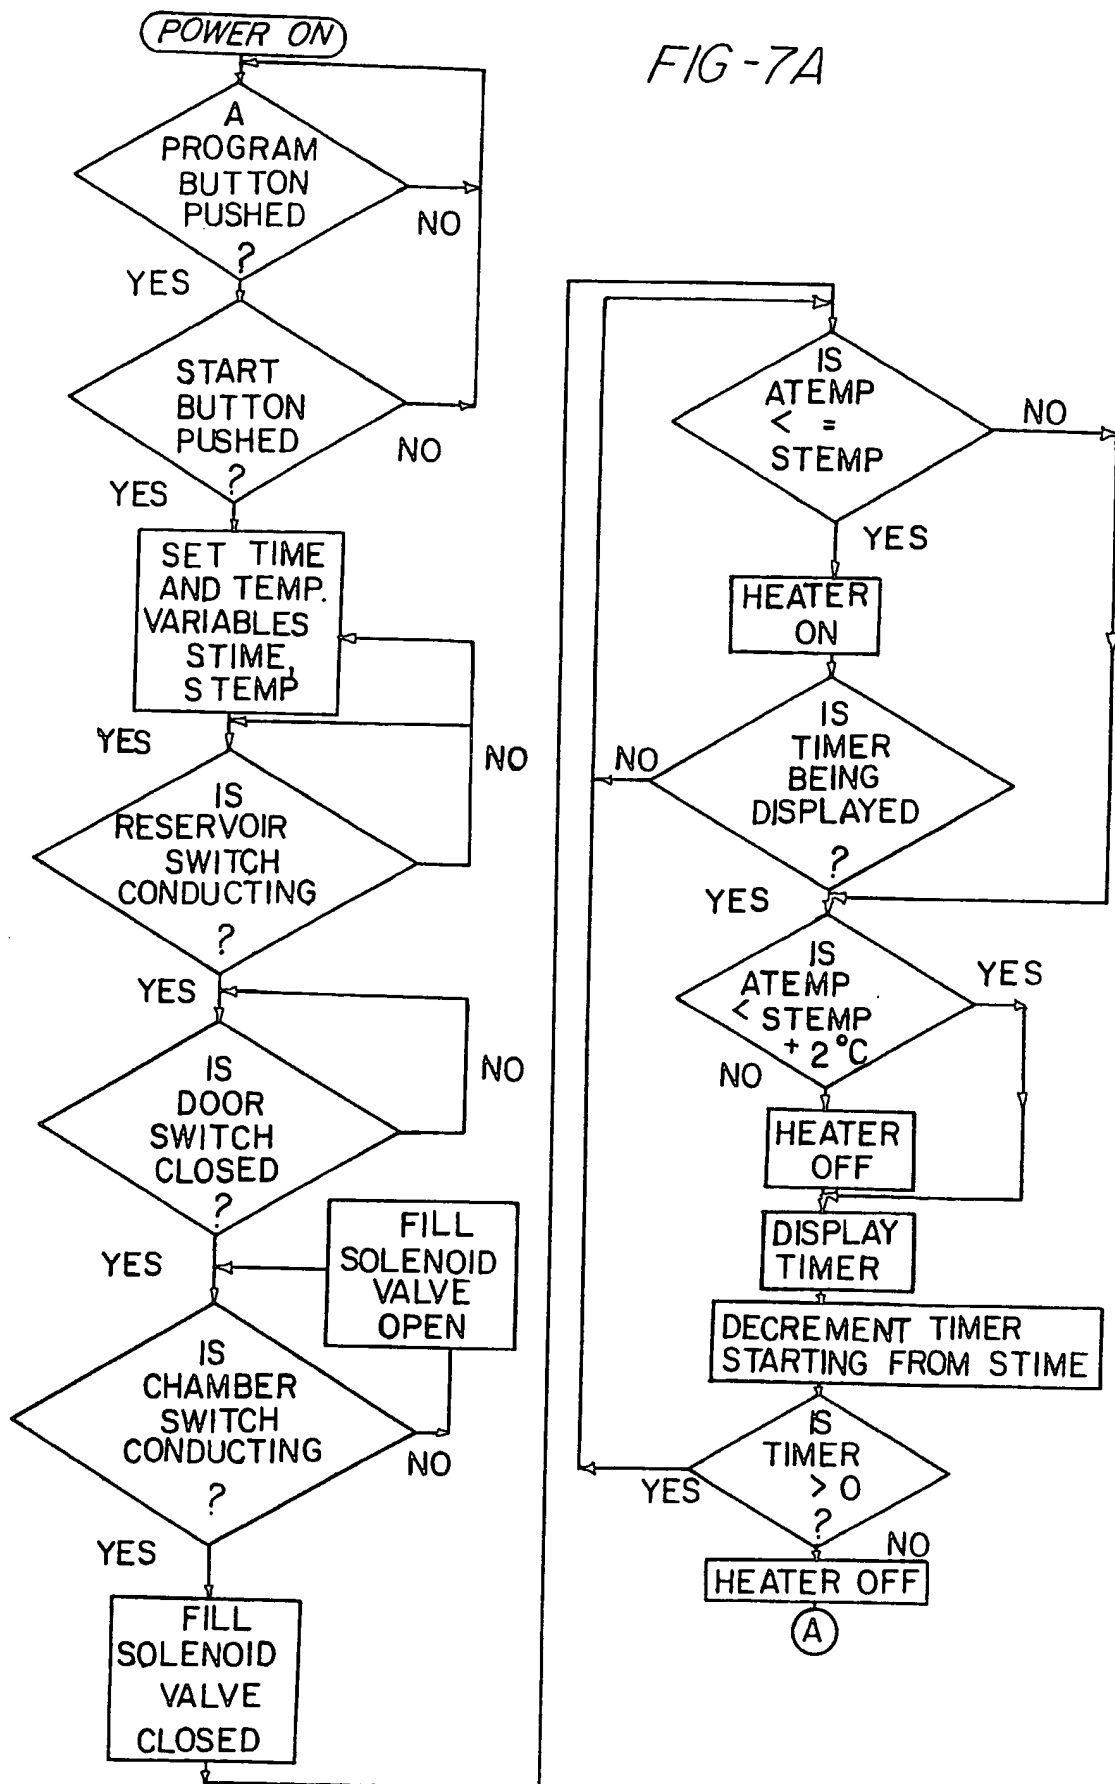 POWER ON
FIG-7A
A
PROGRAM
BUTTON
PUSHED
?
NO
YES
START
BUTTON
PUSHED
?
NO
YES
SET TIME
AND TEMP.
VARIABLES
STIME,
STEMP
YES
NO
IS
RESERVOIR
SWITCH
CONDUCTING
?
YES
IS
DOOR
SWITCH
CLOSED
?
NO
YES
FILL
SOLENOID
VALVE
OPEN
IS
CHAMBER
SWITCH
CONDUCTING
?
NO
YES
FILL
SOLENOID
VALVE
CLOSED
IS
ATEMP
< =
STEMP
NO
YES
HEATER
ON
IS
TIMER
BEING
DISPLAYED
?
NO
YES
IS
ATEMP
< STEMP
+ 2°C
YES
NO
HEATER
OFF
DISPLAY
TIMER
DECREMENT TIMER
STARTING FROM STIME
IS
TIMER
> 0
?
YES
NO
HEATER OFF
A